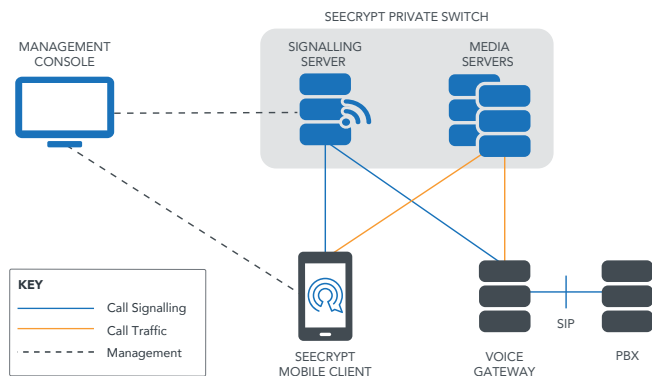 SEECRYPT PRIVATE SWITCH
MANAGEMENT
CONSOLE
SIGNALLING
SERVER
MEDIA
SERVERS
KEY
Call Signalling
Call Traffic
Management
SEECRYPT
MOBILE CLIENT
VOICE
GATEWAY
SIP
PBX